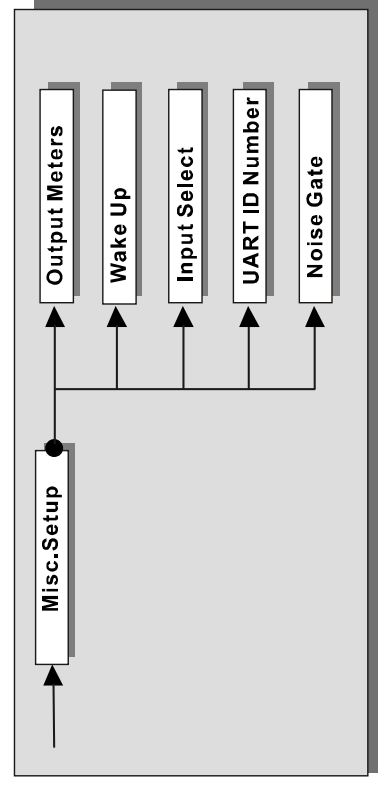 Misc.Setup
Output Meters
Wake Up
Input Select
UART ID Number
Noise Gate